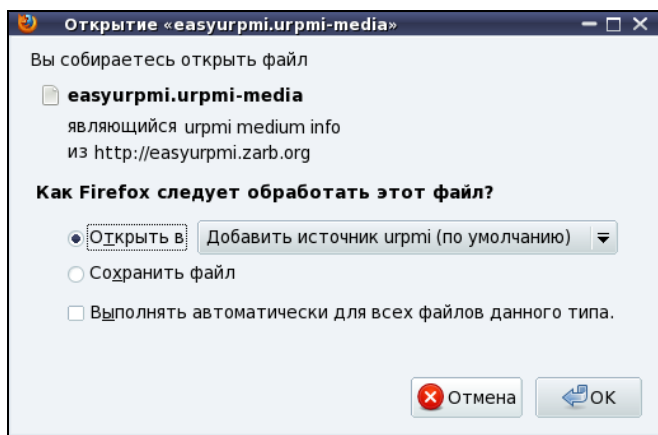 Открытие «easyurpmi.urpmi-media»
Вы собираетесь открыть файл
easyurpmi.urpmi-media
являющийся urpmi medium info
из http://easyurpmi.zarb.org
Как Firefox следует обработать этот файл?
Открыть в Добавить источник urpmi (по умолчанию)
Сохранить файл
Выполнять автоматически для всех файлов данного типа.
Отмена OK